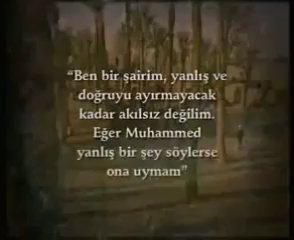 “Ben bir şairim, yanlış ve
doğruyu ayırmayacak
kadar akılsız değilim.
Eğer Muhammed
yanlış bir şey söylerse
ona uymam”